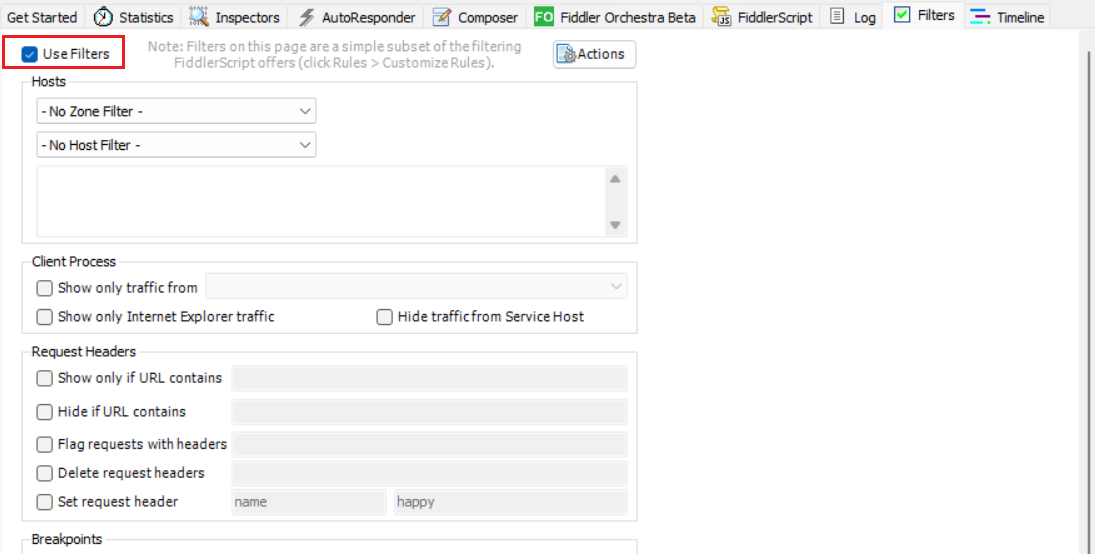 Get Started Statistics Inspectors AutoResponder Composer FO Fiddler Orchestra Beta JS FiddlerScript Log Filters Timeline
Use Filters
Note: Filters on this page are a simple subset of the filtering
FiddlerScript offers (click Rules > Customize Rules).
Actions
Hosts
- No Zone Filter -
- No Host Filter -
Client Process
Show only traffic from
Show only Internet Explorer traffic Hide traffic from Service Host
Request Headers
Show only if URL contains
Hide if URL contains
Flag requests with headers
Delete request headers
Set request header name happy
Breakpoints